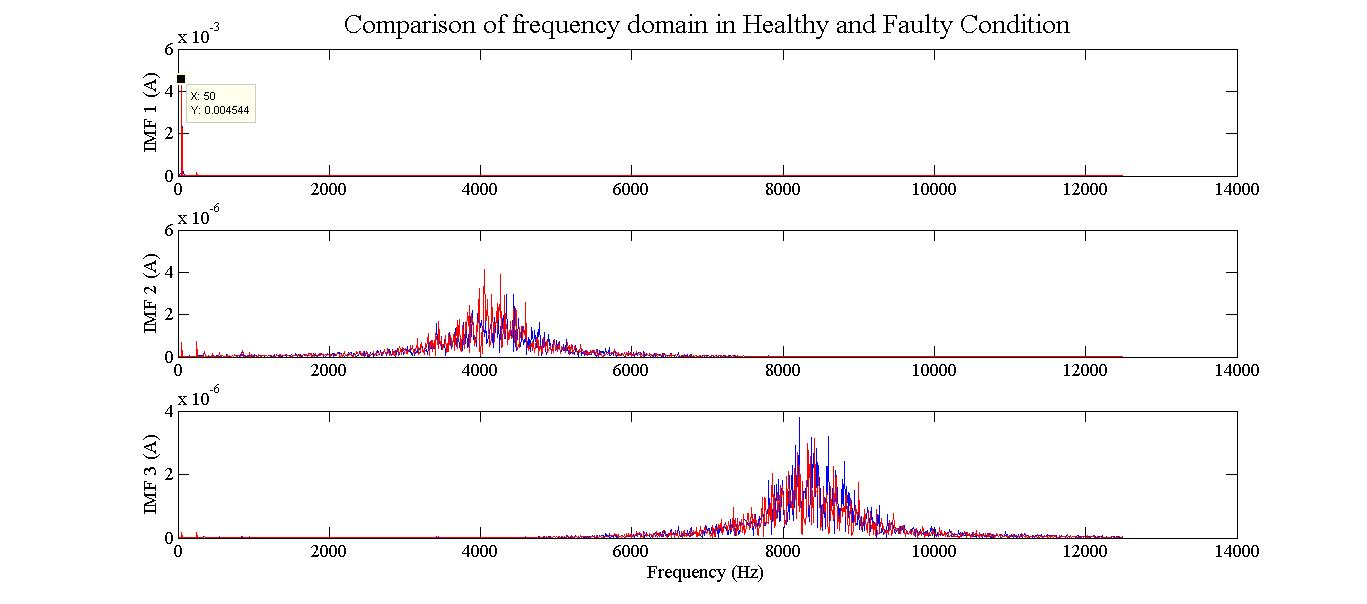 Comparison of frequency domain in Healthy and Faulty Condition
x 10-3
6
4
2
0
IMF 1 (A)
X: 50
Y: 0.004544
0 2000 4000 6000 8000 10000 12000 14000
x 10-6
6
4
2
0
IMF 2 (A)
0 2000 4000 6000 8000 10000 12000 14000
x 10-6
4
2
0
IMF 3 (A)
0 2000 4000 6000 8000 10000 12000 14000
Frequency (Hz)